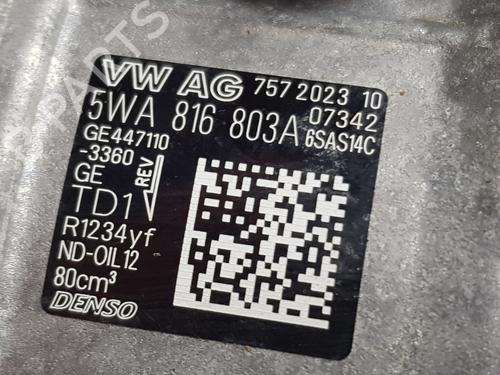 VW AG 757 2023 10
5WA 816 803A 07342
6SAS14C
GE447110
-3360
REV
GE
TD1
R1234yf
ND-OIL12
80cm³
DENSO
PARTS